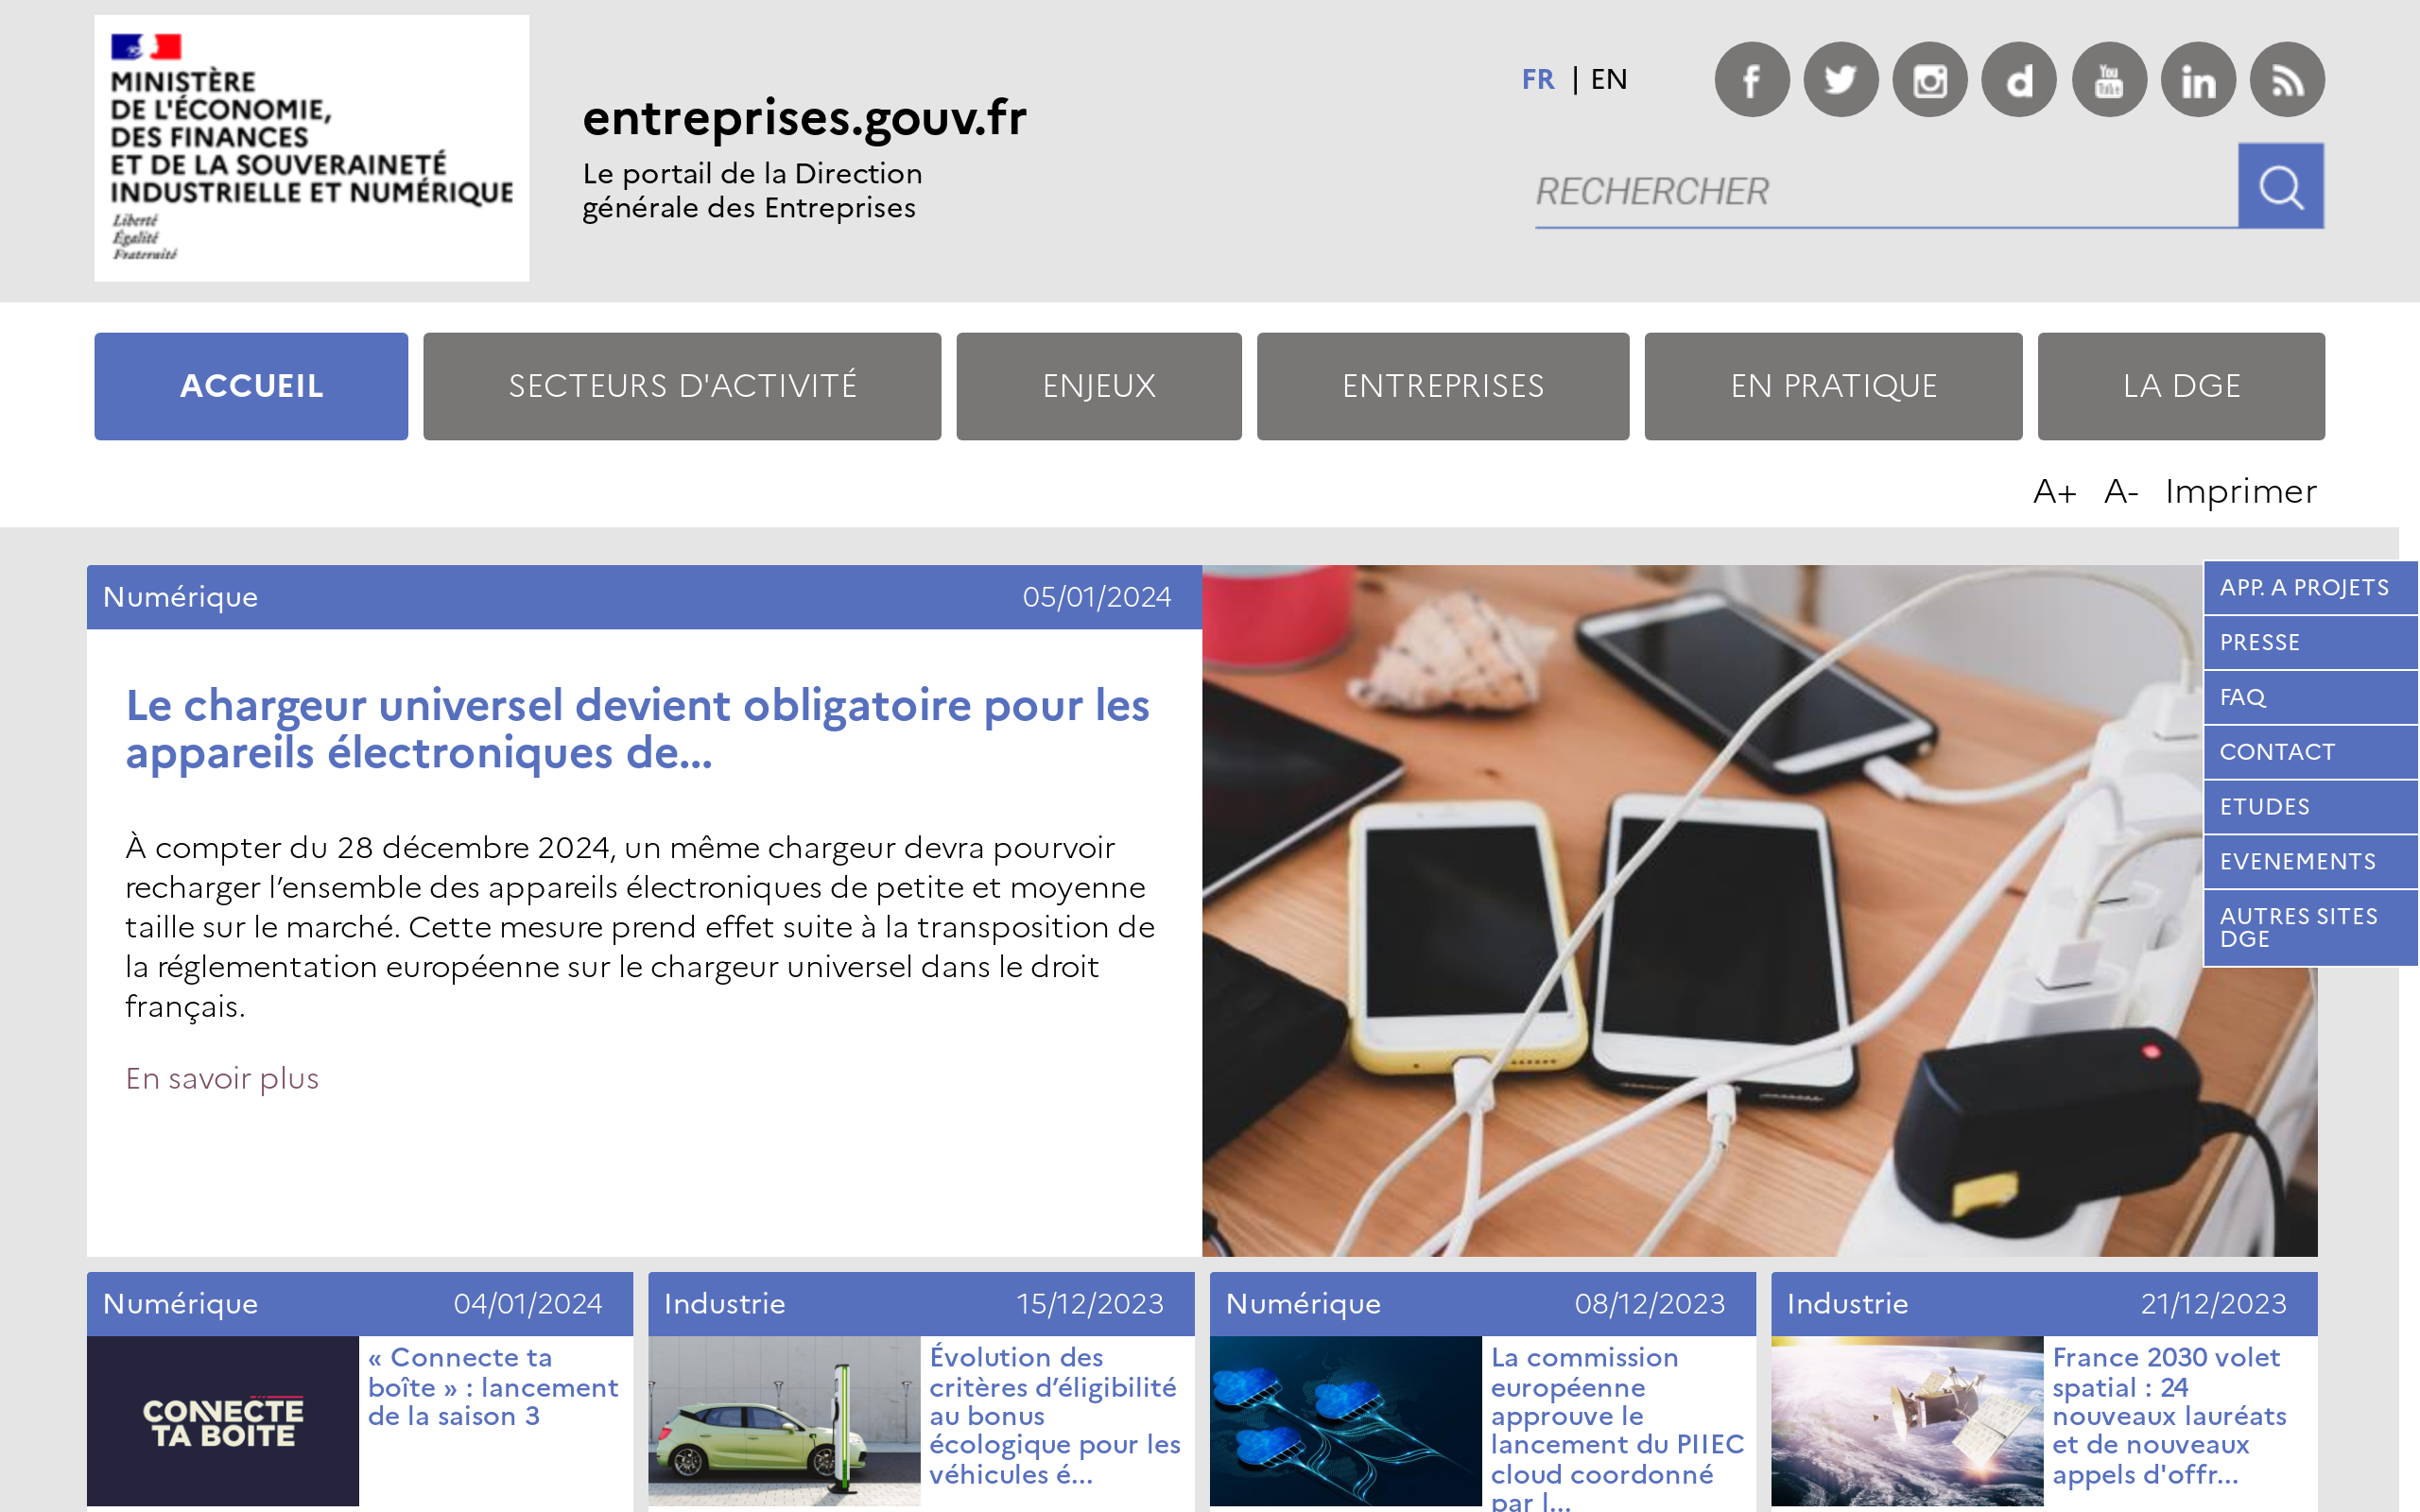 MINISTÈRE
DE L'ÉCONOMIE,
DES FINANCES
ET DE LA SOUVERAINETÉ
INDUSTRIELLE ET NUMÉRIQUE
Liberté
Égalité
Fraternité
entreprises.gouv.fr
Le portail de la Direction
générale des Entreprises
FR | EN
RECHERCHER
ACCUEIL
SECTEURS D'ACTIVITÉ
ENJEUX
ENTREPRISES
EN PRATIQUE
LA DGE
A+ A- Imprimer
Numérique 05/01/2024
Le chargeur universel devient obligatoire pour les
appareils électroniques de...
À compter du 28 décembre 2024, un même chargeur devra pourvoir
recharger l’ensemble des appareils électroniques de petite et moyenne
taille sur le marché. Cette mesure prend effet suite à la transposition de
la réglementation européenne sur le chargeur universel dans le droit
français.
En savoir plus
APP. A PROJETS
PRESSE
FAQ
CONTACT
ETUDES
EVENEMENTS
AUTRES SITES
DGE
Numérique 04/01/2024
CONNECTE
TA BOITE
« Connecte ta
boîte » : lancement
de la saison 3
Industrie 15/12/2023
Évolution des
critères d’éligibilité
au bonus
écologique pour les
véhicules é...
Numérique 08/12/2023
La commission
européenne
approuve le
lancement du PIIEC
cloud coordonné
par l...
Industrie 21/12/2023
France 2030 volet
spatial : 24
nouveaux lauréats
et de nouveaux
appels d'offr...